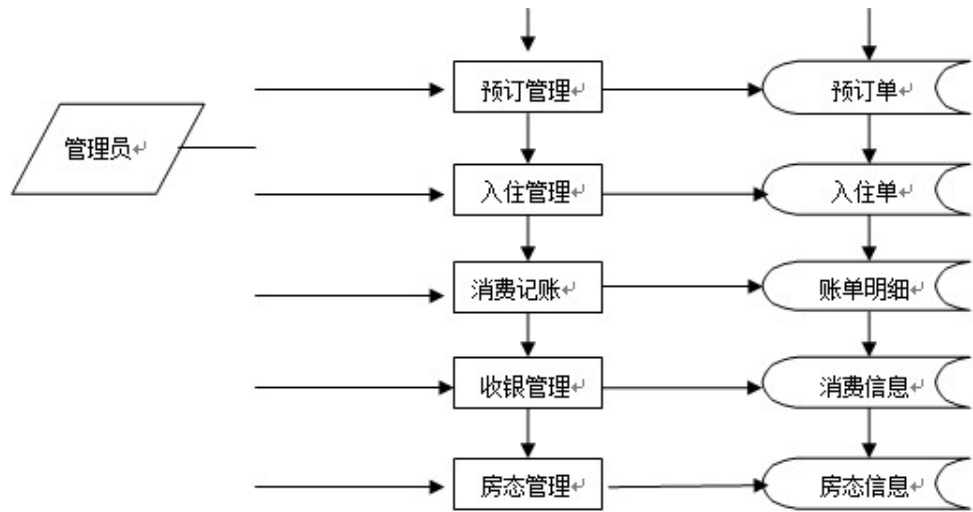 预订管理
预订单
管理员
入住管理
入住单
消费记账
账单明细
收银管理
消费信息
房态管理
房态信息